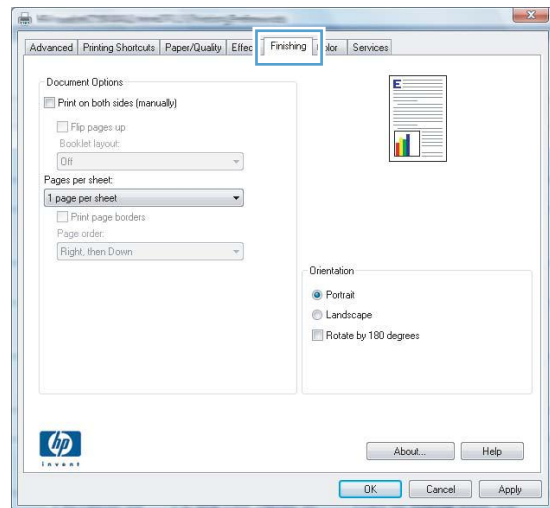 Advanced Printing Shortcuts Paper/Quality Effec Finishing olor Services
Document Options
Print on both sides (manually)
Flip pages up
Booklet layout:
Off
Pages per sheet:
1 page per sheet
Print page borders
Page order:
Right, then Down
E
Orientation
Portrait
Landscape
Rotate by 180 degrees
hp
invent
About... Help
OK Cancel Apply